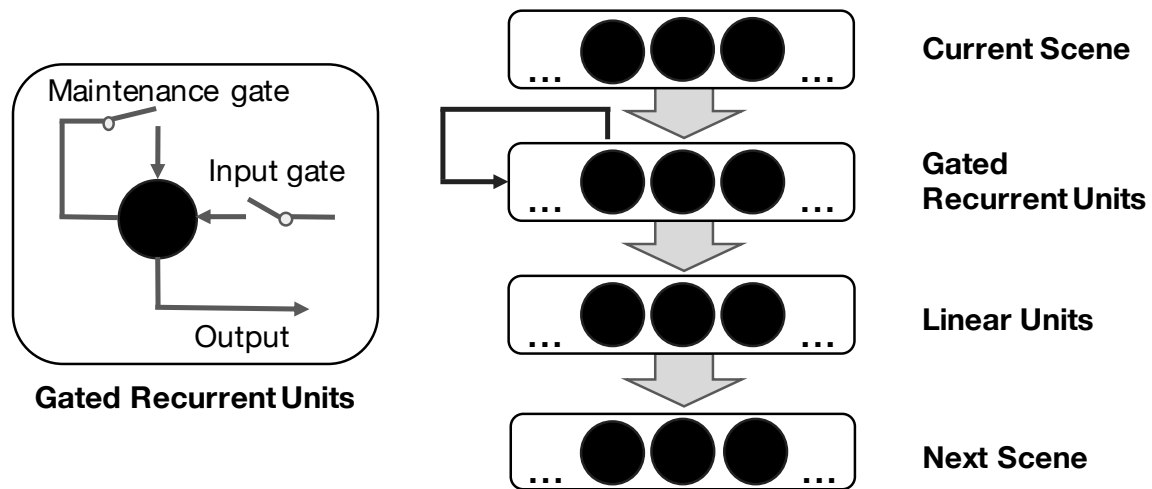 Maintenance gate
Input gate
Output
Gated Recurrent Units
... ...
Current Scene
... ...
Gated
Recurrent Units
... ...
Linear Units
... ...
Next Scene